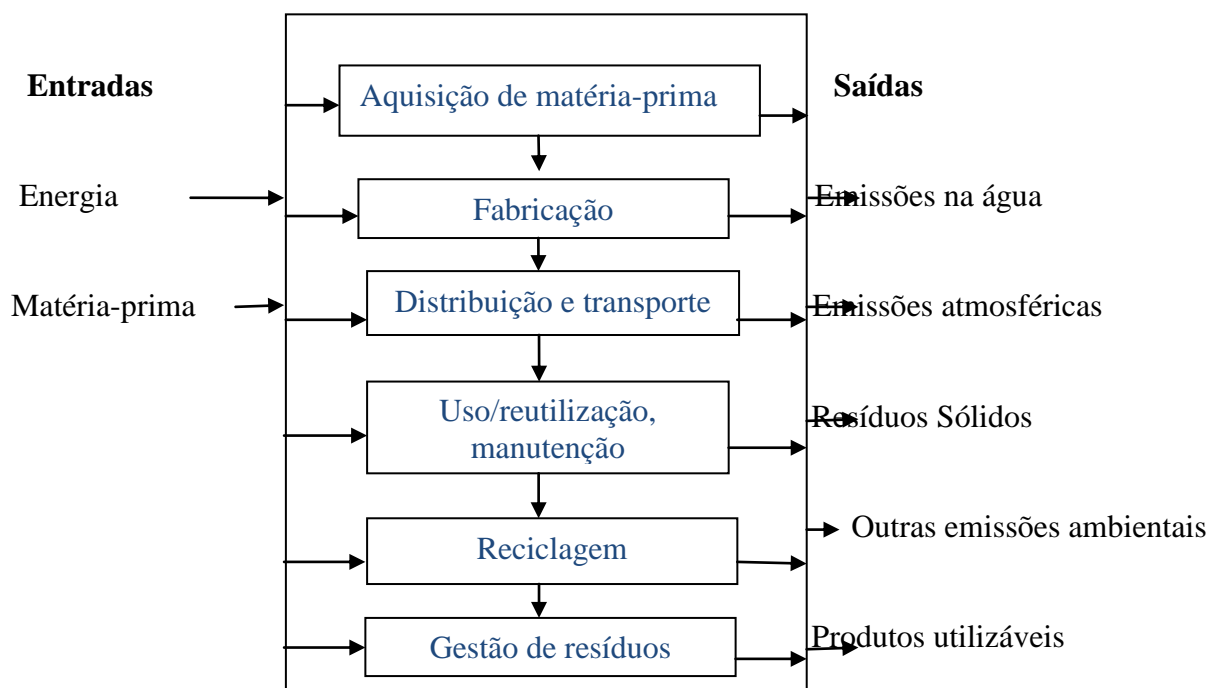 Entradas
Saídas
Aquisição de matéria-prima
Energia
Fabricação
Emissões na água
Matéria-prima
Distribuição e transporte
Emissões atmosféricas
Uso/reutilização,
manutenção
Resíduos Sólidos
Outras emissões ambientais
Reciclagem
Gestão de resíduos
Produtos utilizáveis